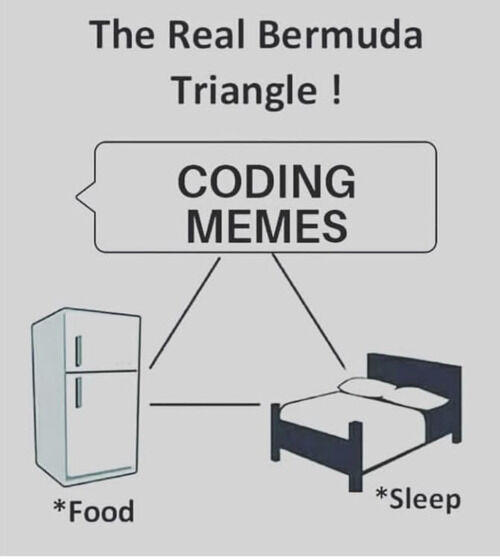 The Real Bermuda
Triangle !
CODING
MEMES
*Food
*Sleep